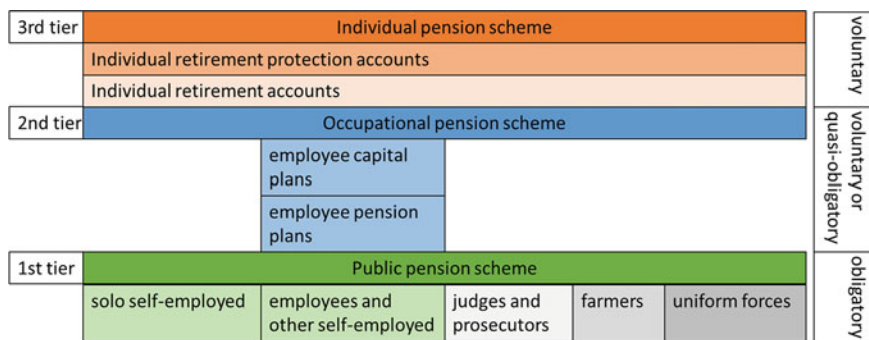 3rd tier
Individual pension scheme
Individual retirement protection accounts
Individual retirement accounts
voluntary
2nd tier
Occupational pension scheme
employee capital
plans
employee pension
plans
voluntary or
quasi-obligatory
1st tier
Public pension scheme
solo self-employed
employees and
other self-employed
judges and
prosecutors
farmers
uniform forces
obligatory